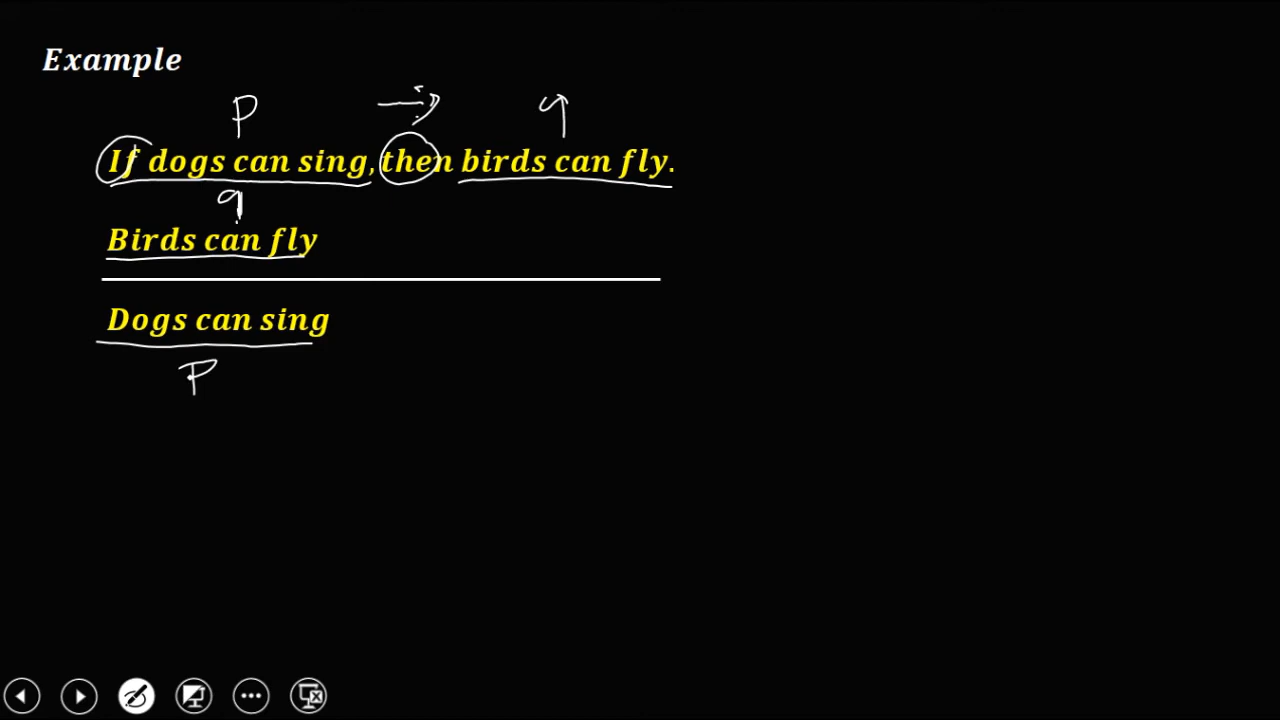 Example
p → q
If dogs can sing, then birds can fly.
q
Birds can fly
Dogs can sing
P